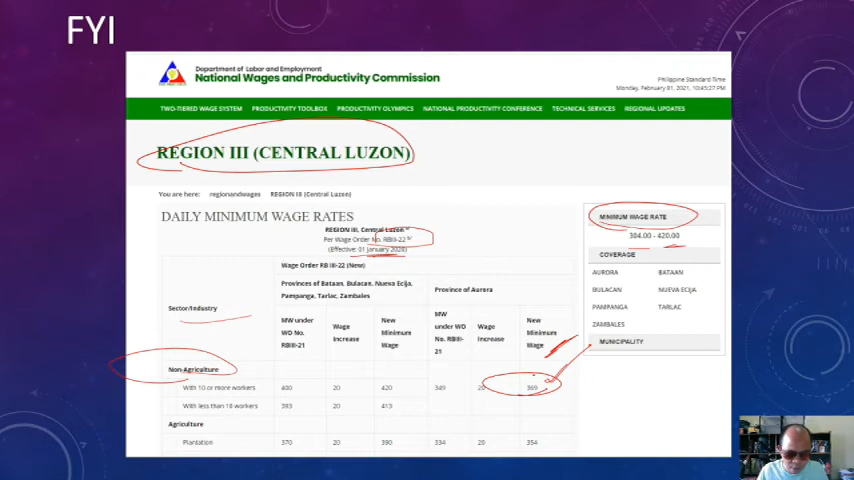 FYI
Department of Labor and Employment
National Wages and Productivity Commission
Philippine Standard Time
Monday, February 01, 2021, 10:45:27 PM
TWO-TIERED WAGE SYSTEM PRODUCTIVITY TOOLBOX PRODUCTIVITY OLYMPICS NATIONAL PRODUCTIVITY CONFERENCE TECHNICAL SERVICES REGIONAL UPDATES
REGION III (CENTRAL LUZON)
You are here: regionandwages REGION III (Central Luzon)
DAILY MINIMUM WAGE RATES
REGION III, Central Luzon
Per Wage Order No. RBIII-22
(Effective: 01 January 2020)
Wage Order RB III-22 (New)
Sector/Industry
Provinces of Bataan, Bulacan, Nueva Ecija, Pampanga, Tarlac, Zambales
Province of Aurora
MW under WO No. RBIII-21
Wage Increase
New Minimum Wage
MW under WO No. RBIII-21
Wage Increase
New Minimum Wage
Non-Agriculture
With 10 or more workers 400 20 420 349 20 369
With less than 10 workers 393 20 413
Agriculture
Plantation 370 20 390 334 20 354
MINIMUM WAGE RATE
304.00 - 420.00
COVERAGE
AURORA BATAAN
BULACAN NUEVA ECIJA
PAMPANGA TARLAC
ZAMBALES
MUNICIPALITY